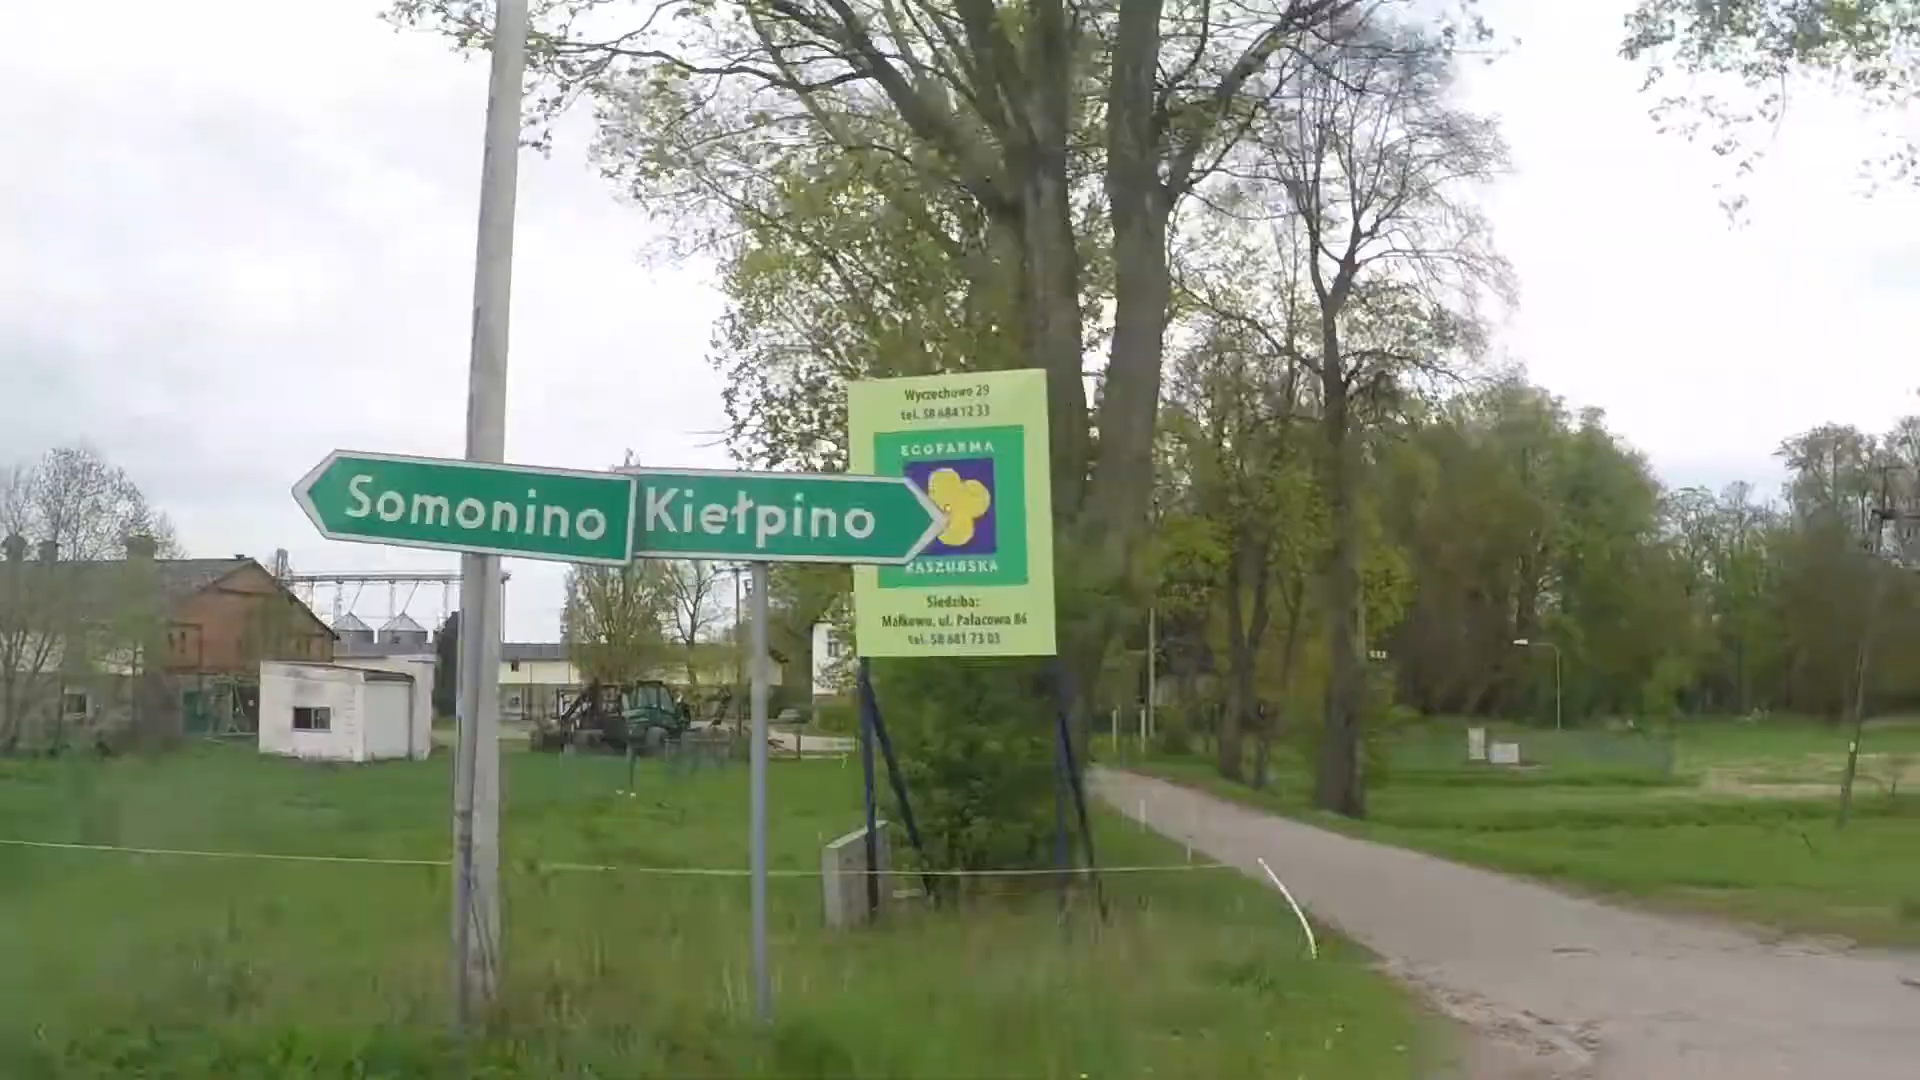 Somonino
Kiełpino
Wyczechowo 29
tel. 58 684 12 33
ECOFARMA
KASZUBSKA
Siedziba:
Małkowo, ul. Pałacowa 86
tel. 58 681 73 03